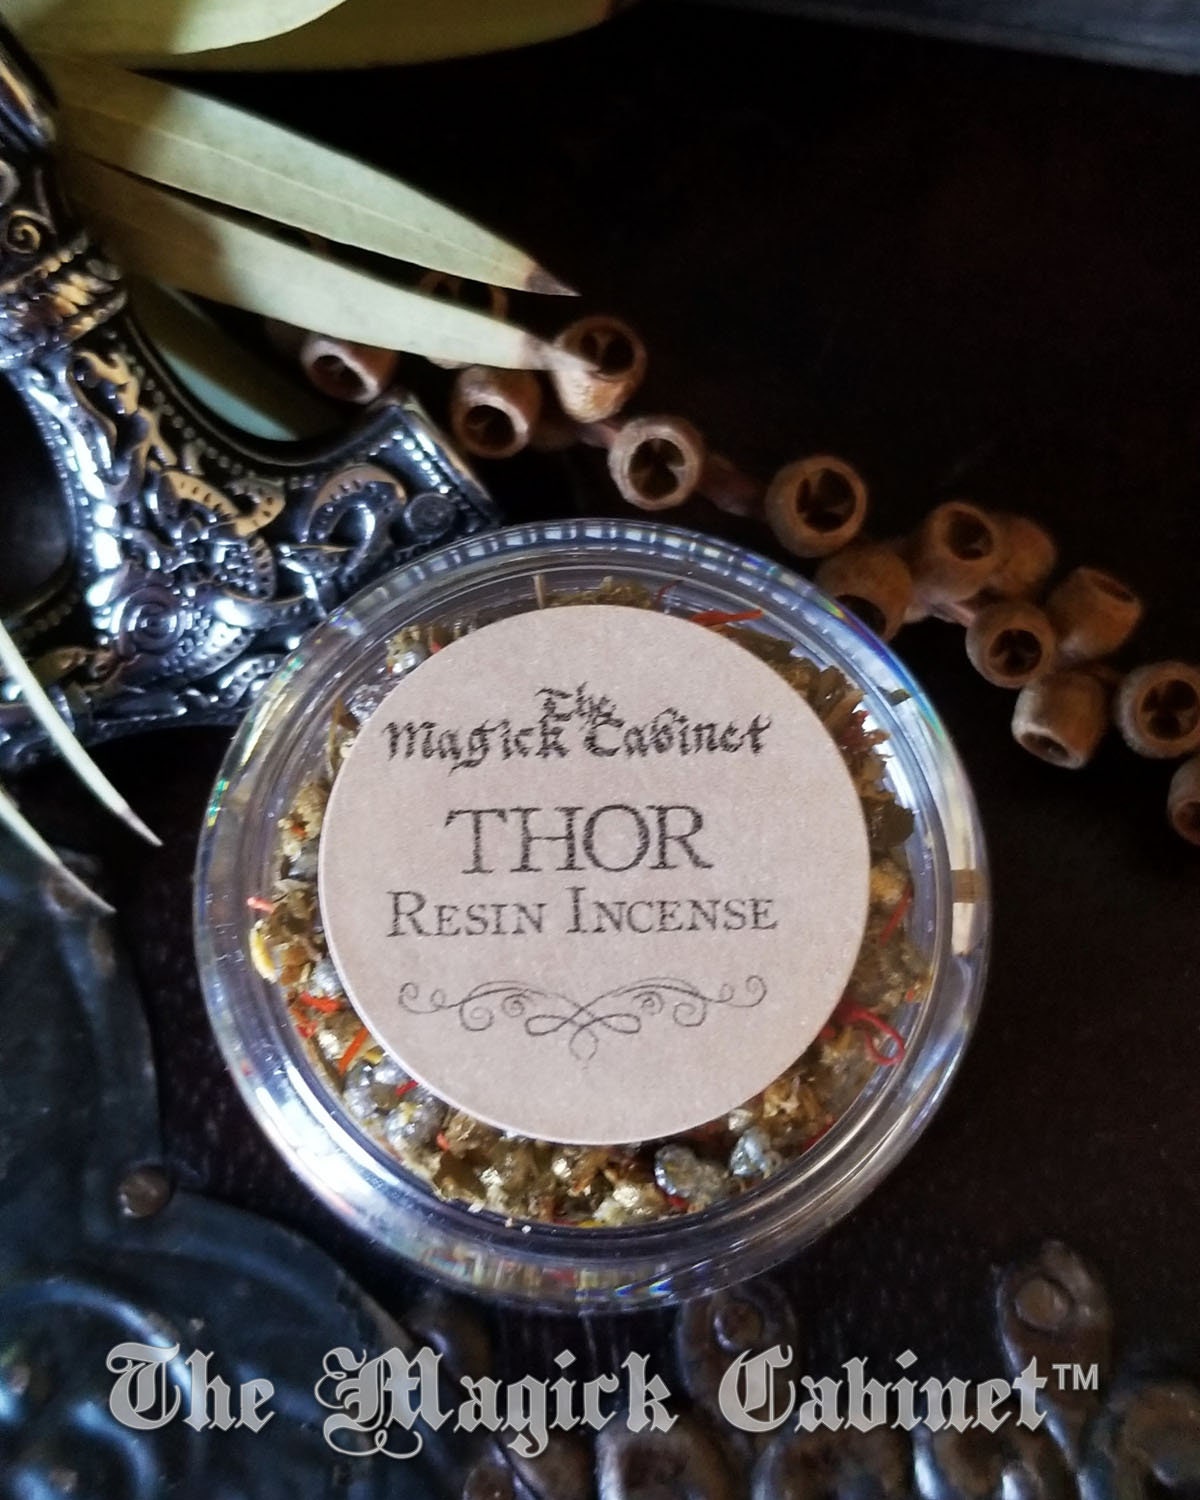 The
Magick Cabinet
THOR
RESIN INCENSE
The Magick Cabinet™